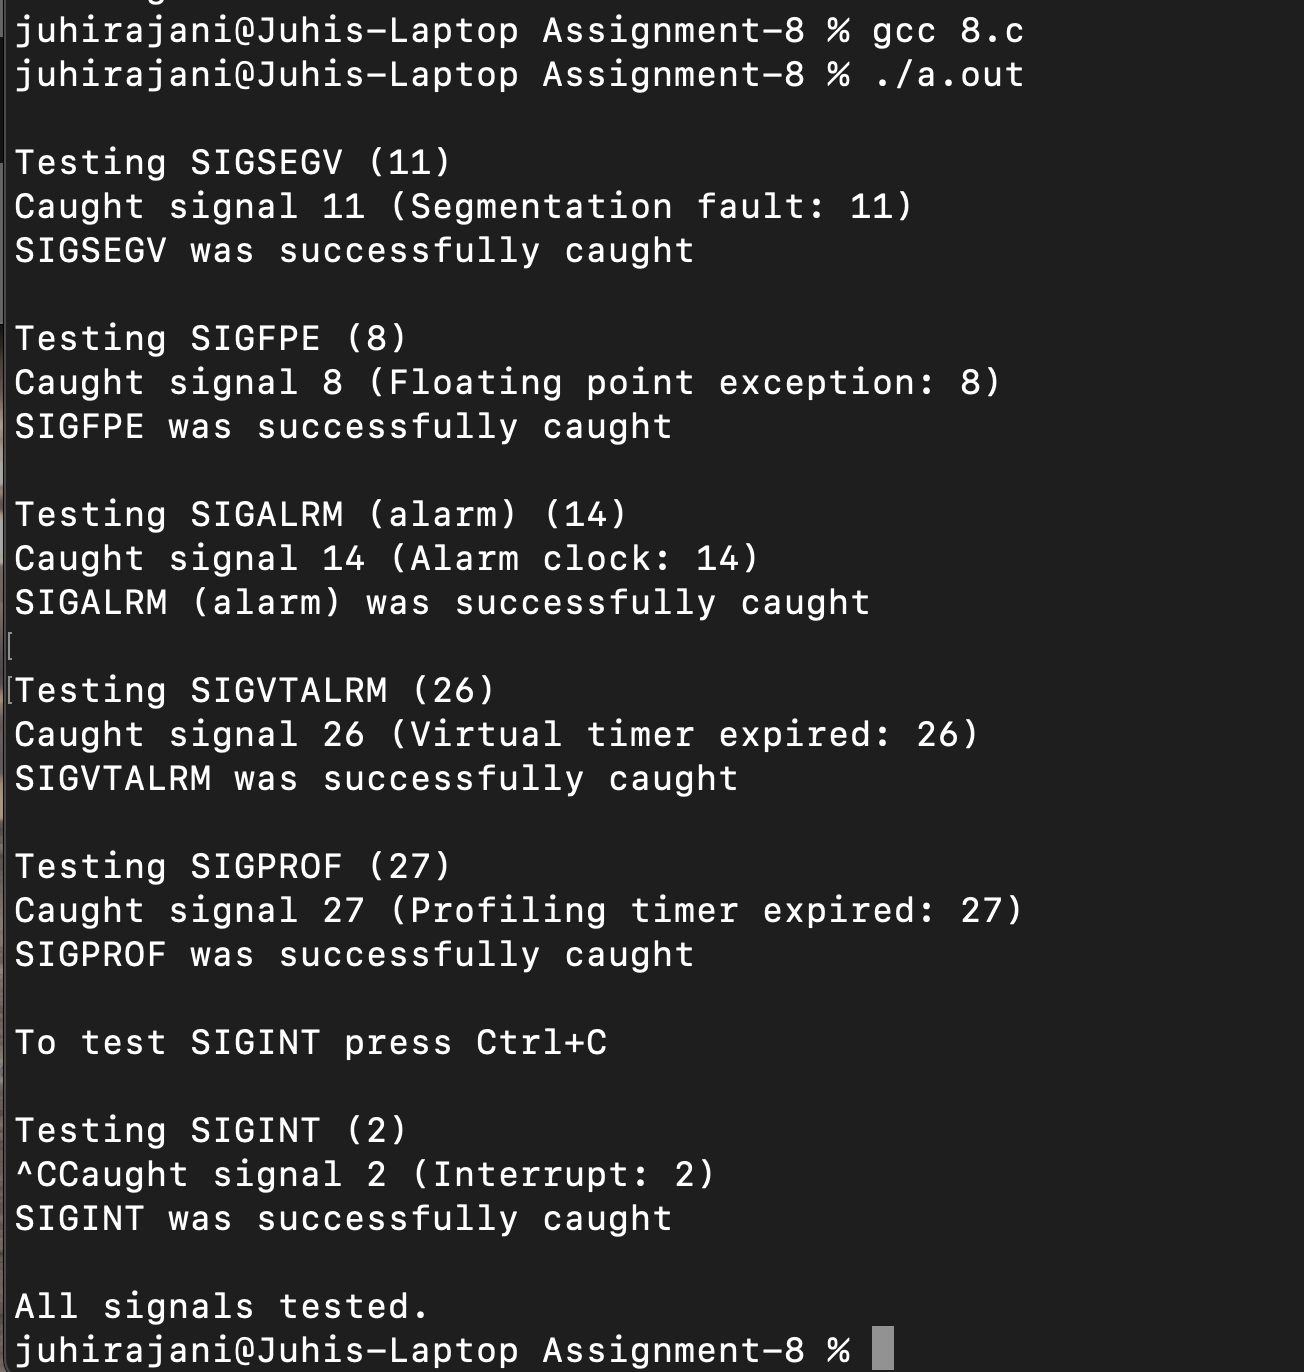 juhirajani@Juhis-Laptop Assignment-8 % gcc 8.c
juhirajani@Juhis-Laptop Assignment-8 % ./a.out
Testing SIGSEGV (11)
Caught signal 11 (Segmentation fault: 11)
SIGSEGV was successfully caught
Testing SIGFPE (8)
Caught signal 8 (Floating point exception: 8)
SIGFPE was successfully caught
Testing SIGALRM (alarm) (14)
Caught signal 14 (Alarm clock: 14)
SIGALRM (alarm) was successfully caught
[
[Testing SIGVTALRM (26)
Caught signal 26 (Virtual timer expired: 26)
SIGVTALRM was successfully caught
Testing SIGPROF (27)
Caught signal 27 (Profiling timer expired: 27)
SIGPROF was successfully caught
To test SIGINT press Ctrl+C
Testing SIGINT (2)
^CCaught signal 2 (Interrupt: 2)
SIGINT was successfully caught
All signals tested.
juhirajani@Juhis-Laptop Assignment-8 %